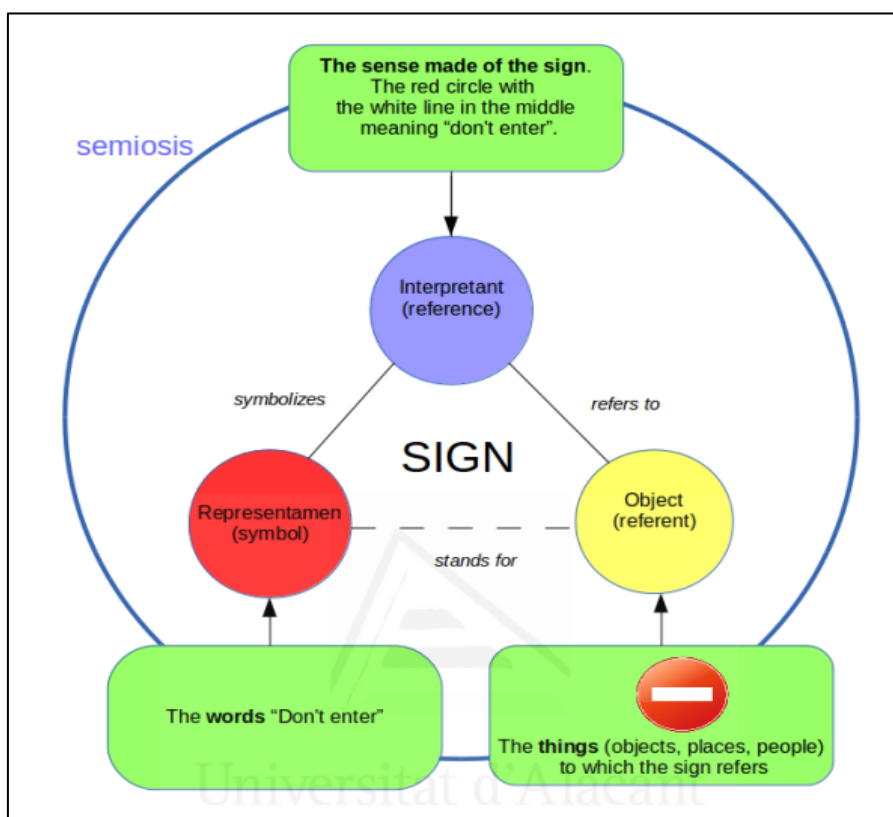 The sense made of the sign.
The red circle with
the white line in the middle
meaning “don't enter”.
semiosis
Interpretant
(reference)
symbolizes
refers to
SIGN
Representamen
(symbol)
Object
(referent)
stands for
The words “Don't enter”
The things (objects, places, people)
to which the sign refers
Universitat d'Alacant